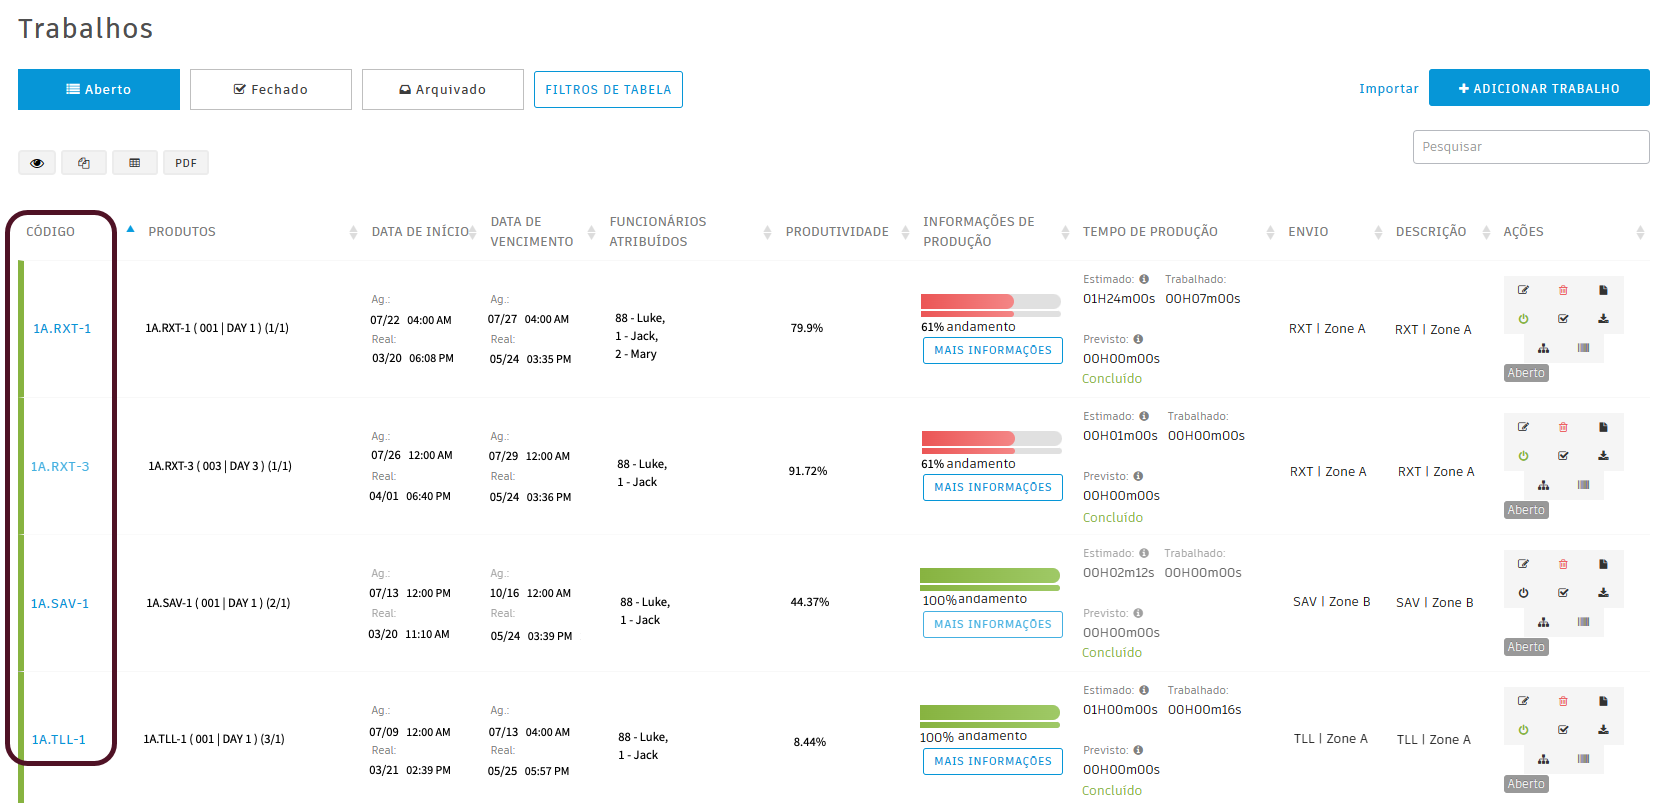 Trabalhos
Aberto
Fechado
Arquivado
FILTROS DE TABELA
Importar
ADICIONAR TRABALHO
PDF
Pesquisar
CÓDIGO
PRODUTOS
DATA DE INÍCIO
DATA DE
VENCIMENTO
FUNCIONÁRIOS
ATRIBUÍDOS
PRODUTIVIDADE
INFORMAÇÕES DE
PRODUÇÃO
TEMPO DE PRODUÇÃO
ENVIO
DESCRIÇÃO
AÇÕES
1A.RXT-1
1A.RXT-1 ( 001 | DAY 1 ) (1/1)
Ag.:
07/22 04:00 AM
Real:
03/20 06:08 PM
Ag.:
07/27 04:00 AM
Real:
05/24 03:35 PM
88 - Luke,
1 - Jack,
2 - Mary
79.9%
61% andamento
MAIS INFORMAÇÕES
Estimado: Trabalhado:
01H24m00s 00H07m00s
Previsto:
00H00m00s
Concluído
RXT | Zone A
RXT | Zone A
Aberto
1A.RXT-3
1A.RXT-3 ( 003 | DAY 3 ) (1/1)
Ag.:
07/26 12:00 AM
Real:
04/01 06:40 PM
Ag.:
07/29 12:00 AM
Real:
05/24 03:36 PM
88 - Luke,
1 - Jack
91.72%
61% andamento
MAIS INFORMAÇÕES
Estimado: Trabalhado:
00H01m00s 00H00m00s
Previsto:
00H00m00s
Concluído
RXT | Zone A
RXT | Zone A
Aberto
1A.SAV-1
1A.SAV-1 ( 001 | DAY 1 ) (2/1)
Ag.:
07/13 12:00 PM
Real:
03/20 11:10 AM
Ag.:
10/16 12:00 AM
Real:
05/24 03:39 PM
88 - Luke,
1 - Jack
44.37%
100% andamento
MAIS INFORMAÇÕES
Estimado: Trabalhado:
00H02m12s 00H00m00s
Previsto:
00H00m00s
Concluído
SAV | Zone B
SAV | Zone B
Aberto
1A.TLL-1
1A.TLL-1 ( 001 | DAY 1 ) (3/1)
Ag.:
07/09 12:00 AM
Real:
03/21 02:39 PM
Ag.:
07/13 04:00 AM
Real:
05/25 05:57 PM
88 - Luke,
1 - Jack
8.44%
100% andamento
MAIS INFORMAÇÕES
Estimado: Trabalhado:
01H00m00s 00H00m16s
Previsto:
00H00m00s
Concluído
TLL | Zone A
TLL | Zone A
Aberto